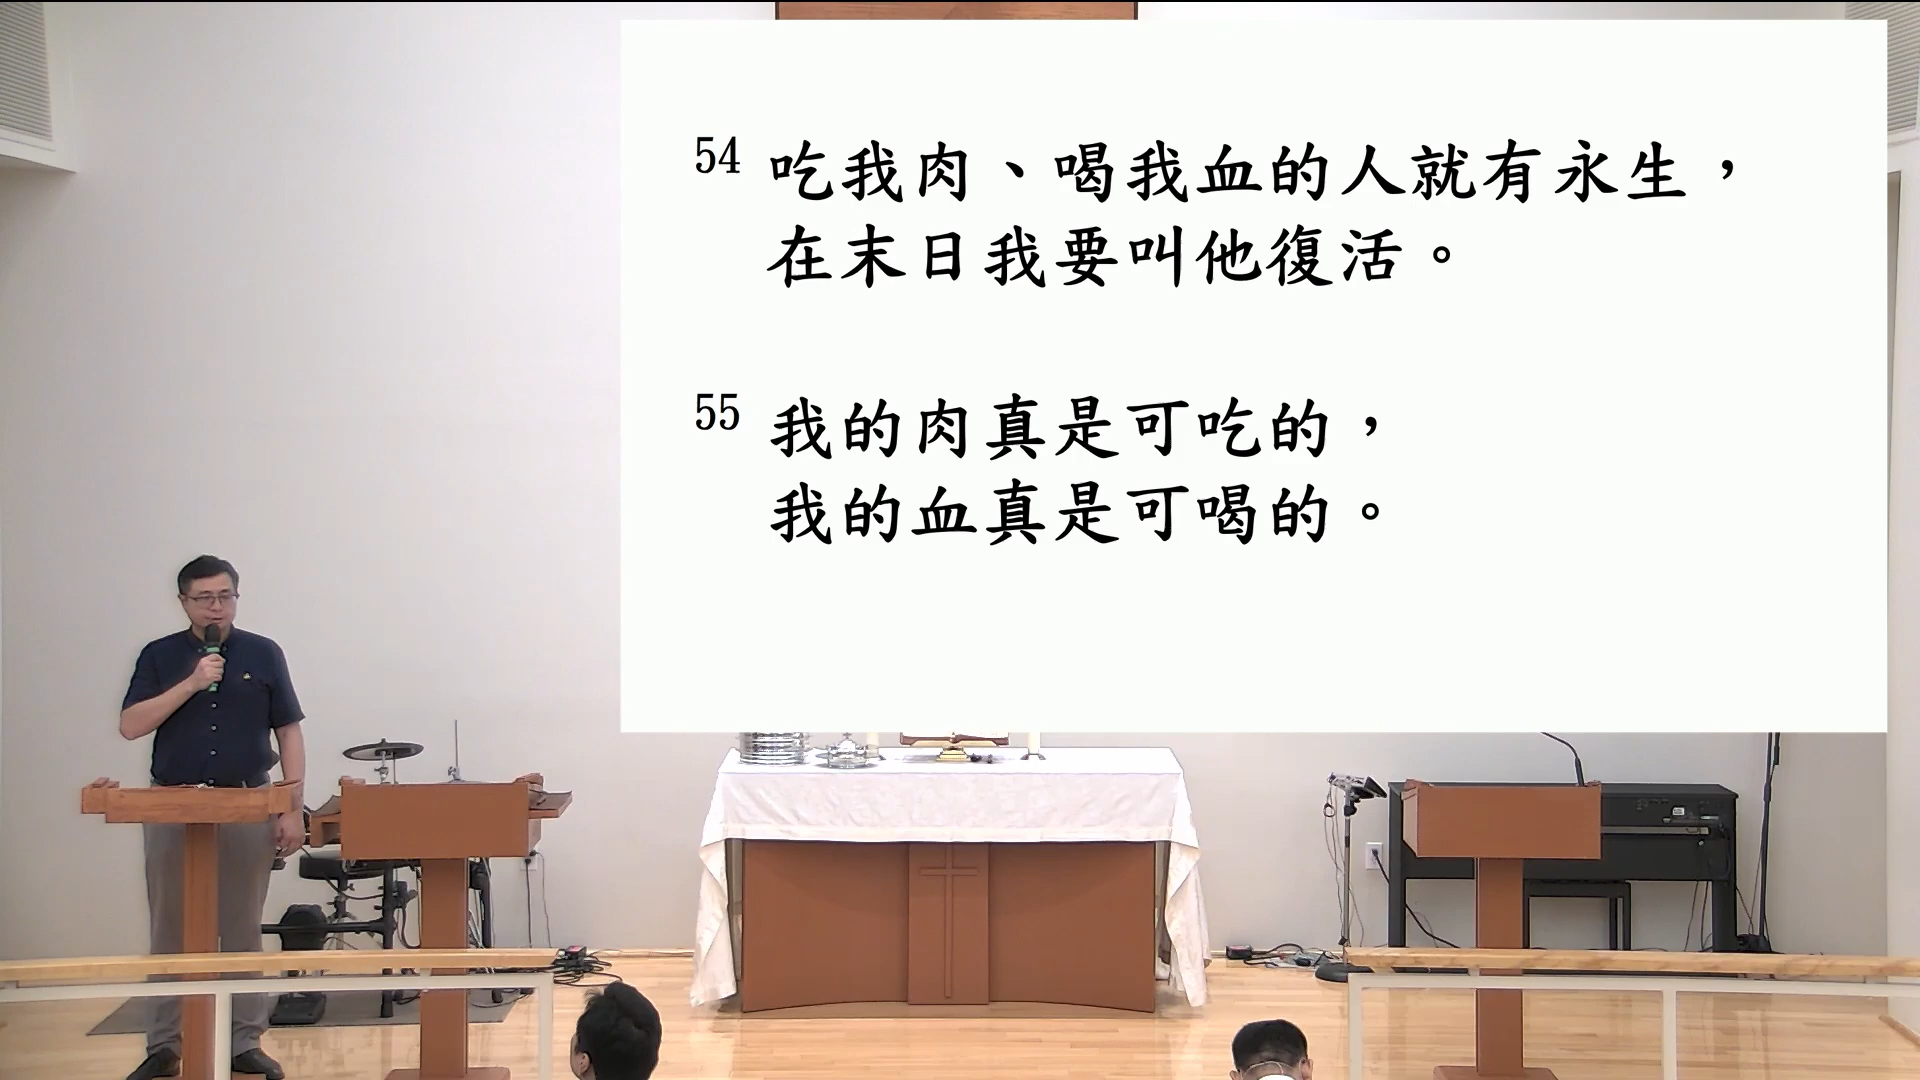 54 吃我肉、喝我血的人就有永生，
在末日我要叫他復活。
55 我的肉真是可吃的，
我的血真是可喝的。